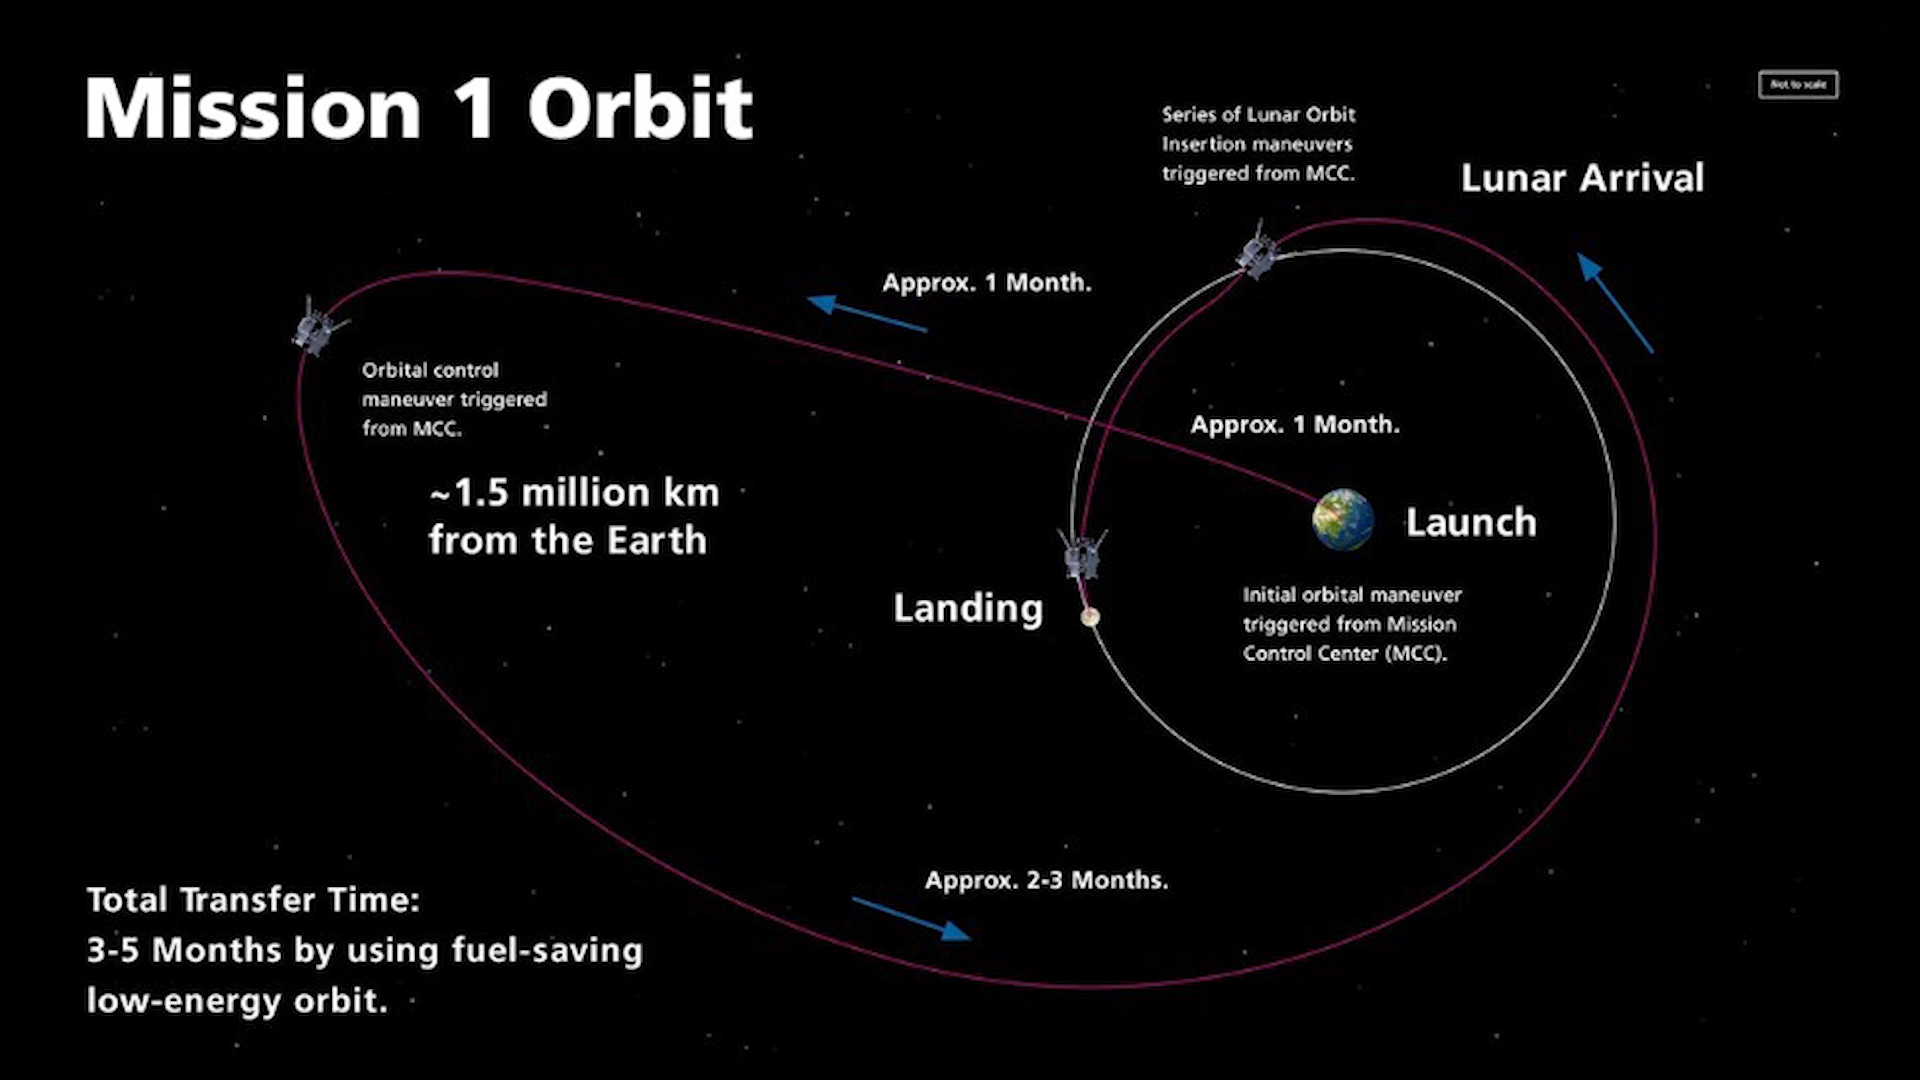 Mission 1 Orbit
Not to scale
Series of Lunar Orbit
Insertion maneuvers
triggered from MCC.
Lunar Arrival
Approx. 1 Month.
Orbital control
maneuver triggered
from MCC.
~1.5 million km
from the Earth
Approx. 1 Month.
Launch
Initial orbital maneuver
triggered from Mission
Control Center (MCC).
Landing
Approx. 2-3 Months.
Total Transfer Time:
3-5 Months by using fuel-saving
low-energy orbit.